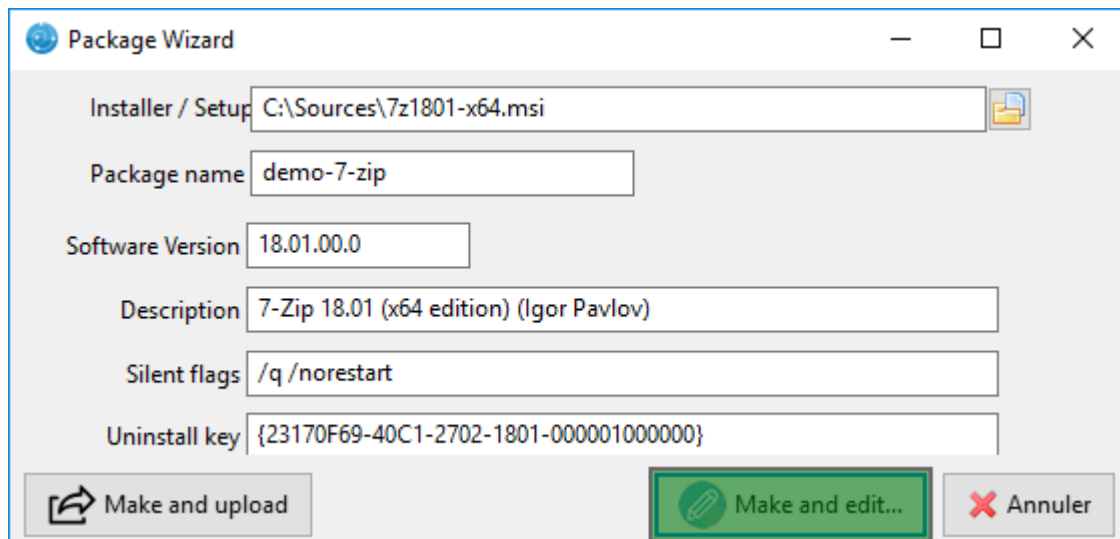 Package Wizard
Installer / Setup C:\Sources\7z1801-x64.msi
Package name demo-7-zip
Software Version 18.01.00.0
Description 7-Zip 18.01 (x64 edition) (Igor Pavlov)
Silent flags /q /norestart
Uninstall key {23170F69-40C1-2702-1801-000001000000}
Make and upload Make and edit... Annuler